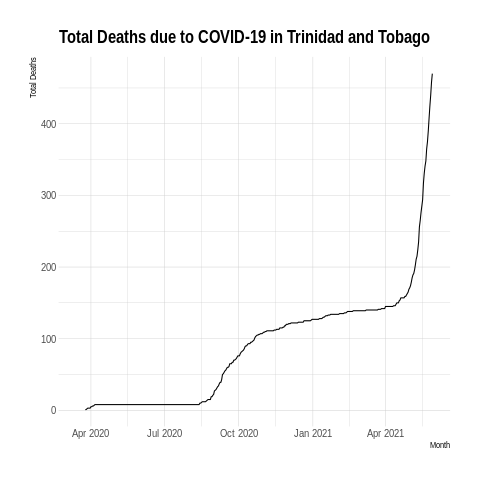 Total Deaths due to COVID-19 in Trinidad and Tobago
Total Deaths
400
300
200
100
0
Apr 2020 Jul 2020 Oct 2020 Jan 2021 Apr 2021
Month